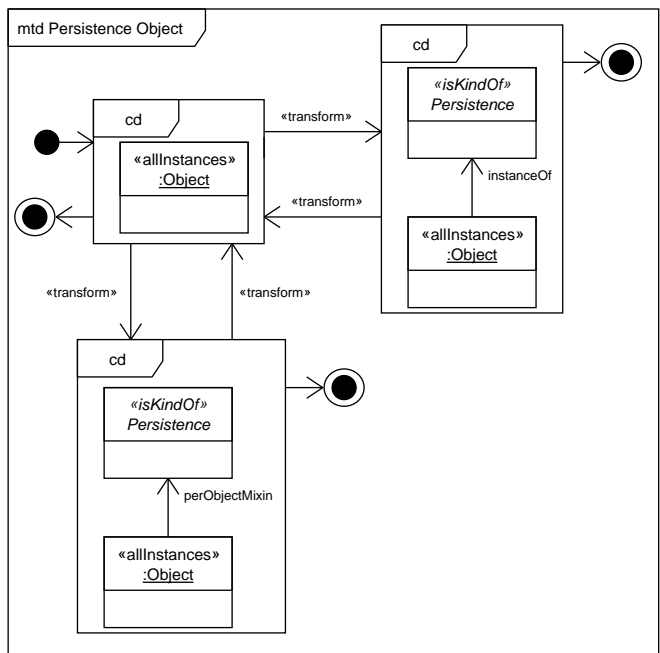 mtd Persistence Object
cd
«isKindOf»
Persistence
instanceOf
«allInstances»
:Object
cd
«allInstances»
:Object
«transform»
«transform»
«transform»
«transform»
cd
«isKindOf»
Persistence
perObjectMixin
«allInstances»
:Object